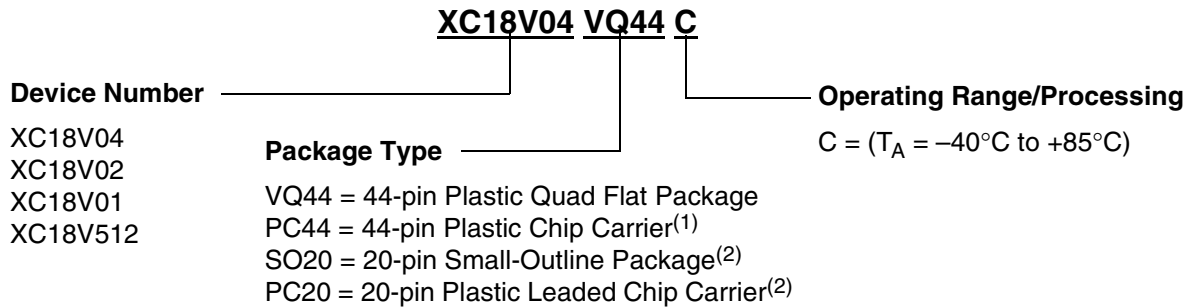 XC18V04 VQ44 C
Device Number
XC18V04
XC18V02
XC18V01
XC18V512
Package Type
VQ44 = 44-pin Plastic Quad Flat Package
PC44 = 44-pin Plastic Chip Carrier(1)
SO20 = 20-pin Small-Outline Package(2)
PC20 = 20-pin Plastic Leaded Chip Carrier(2)
Operating Range/Processing
C = (TA = –40°C to +85°C)